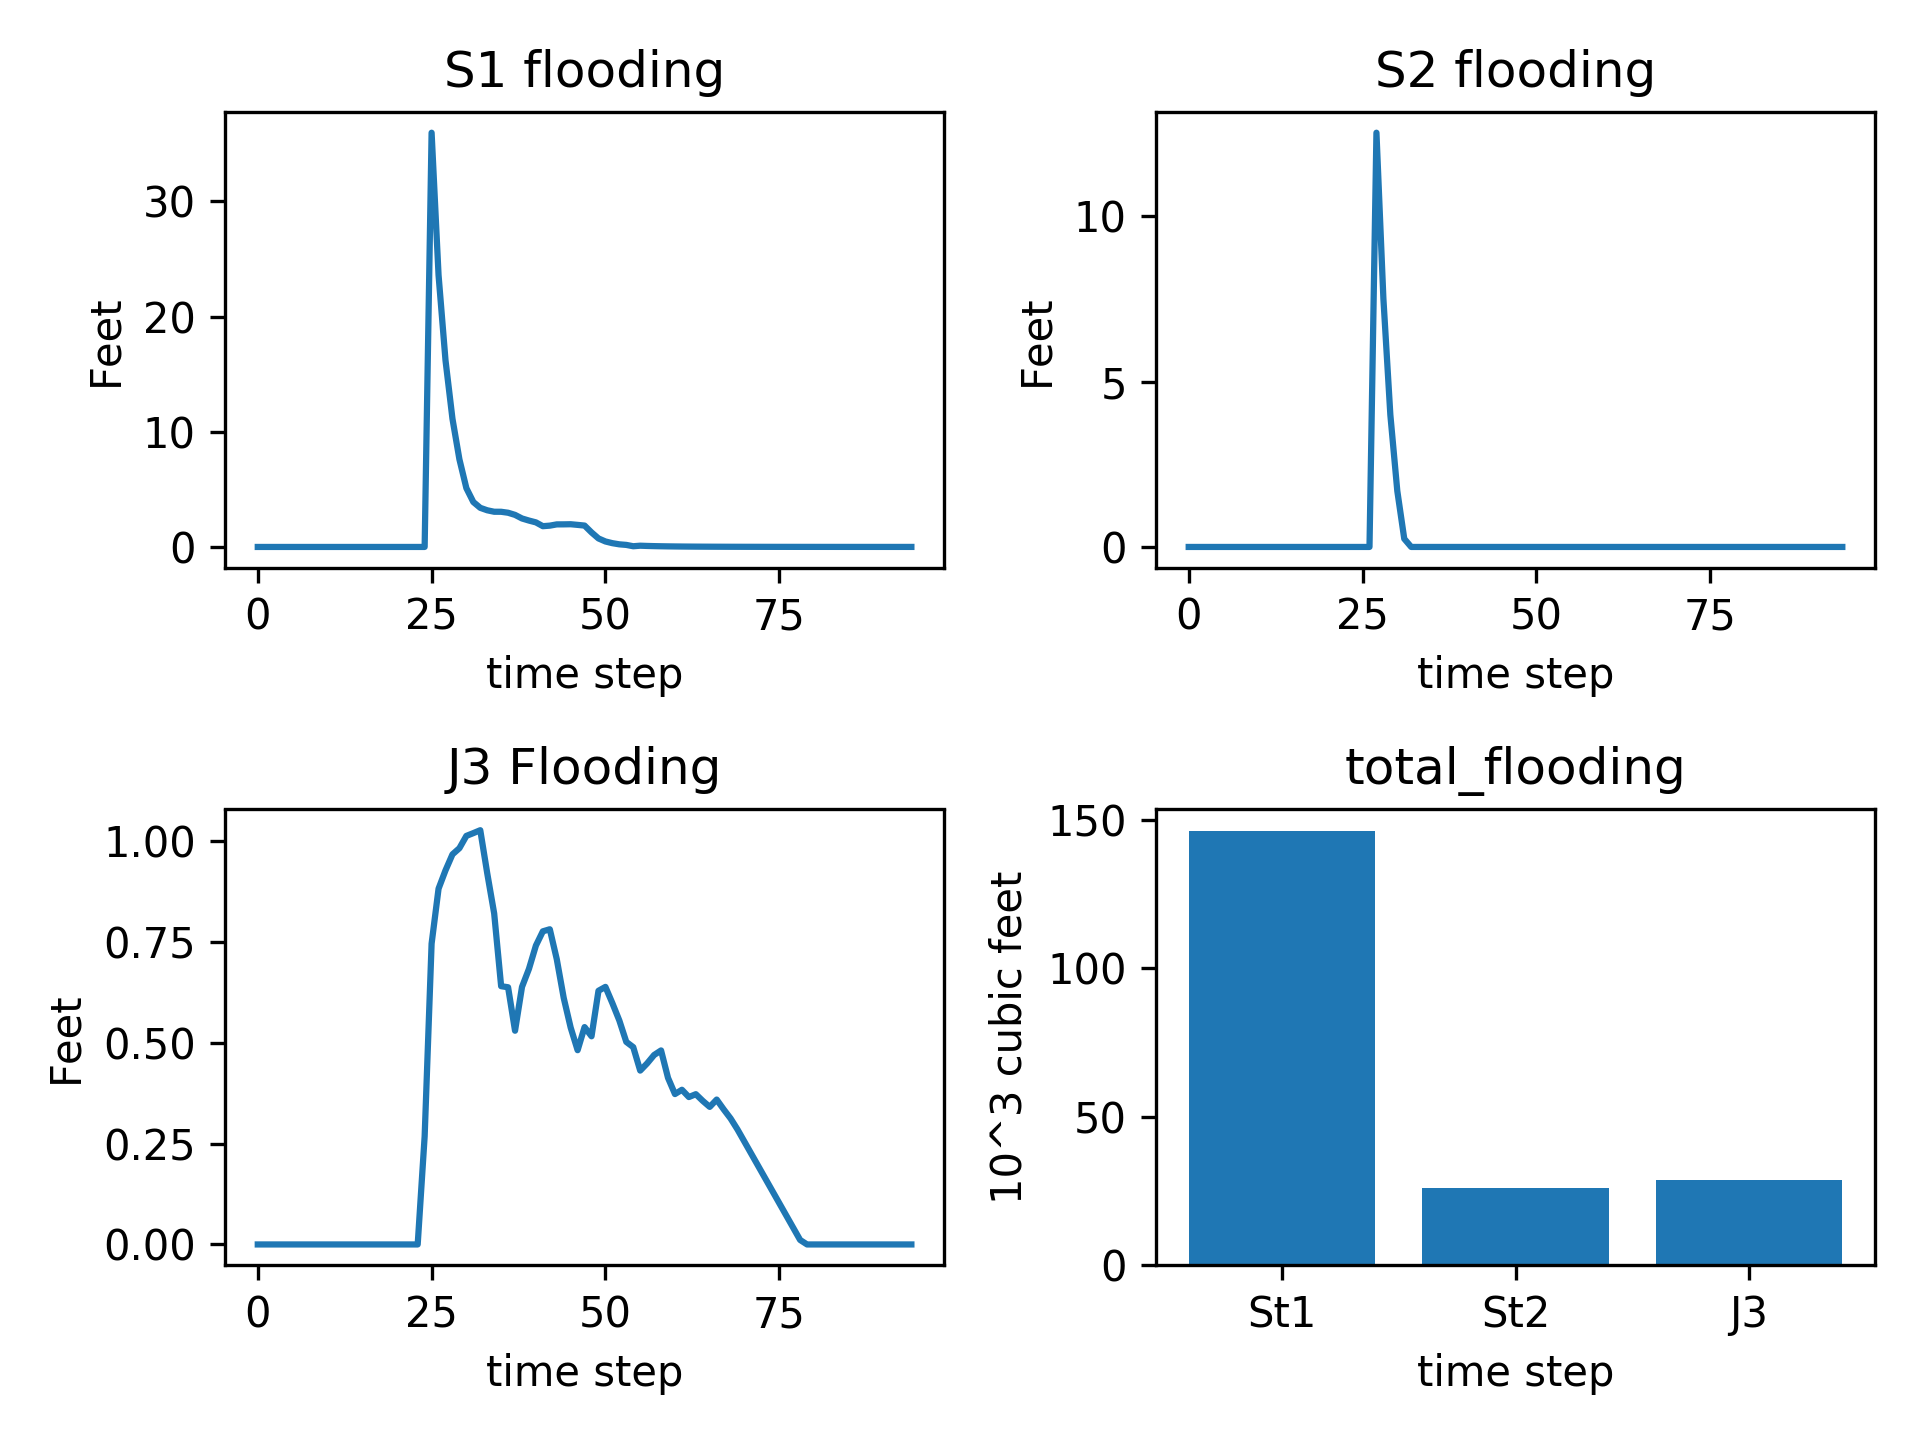 S1 flooding
Feet
30
20
10
0
0 25 50 75
time step
S2 flooding
Feet
10
5
0
0 25 50 75
time step
J3 Flooding
Feet
1.00
0.75
0.50
0.25
0.00
0 25 50 75
time step
total_flooding
10^3 cubic feet
150
100
50
0
St1 St2 J3
time step